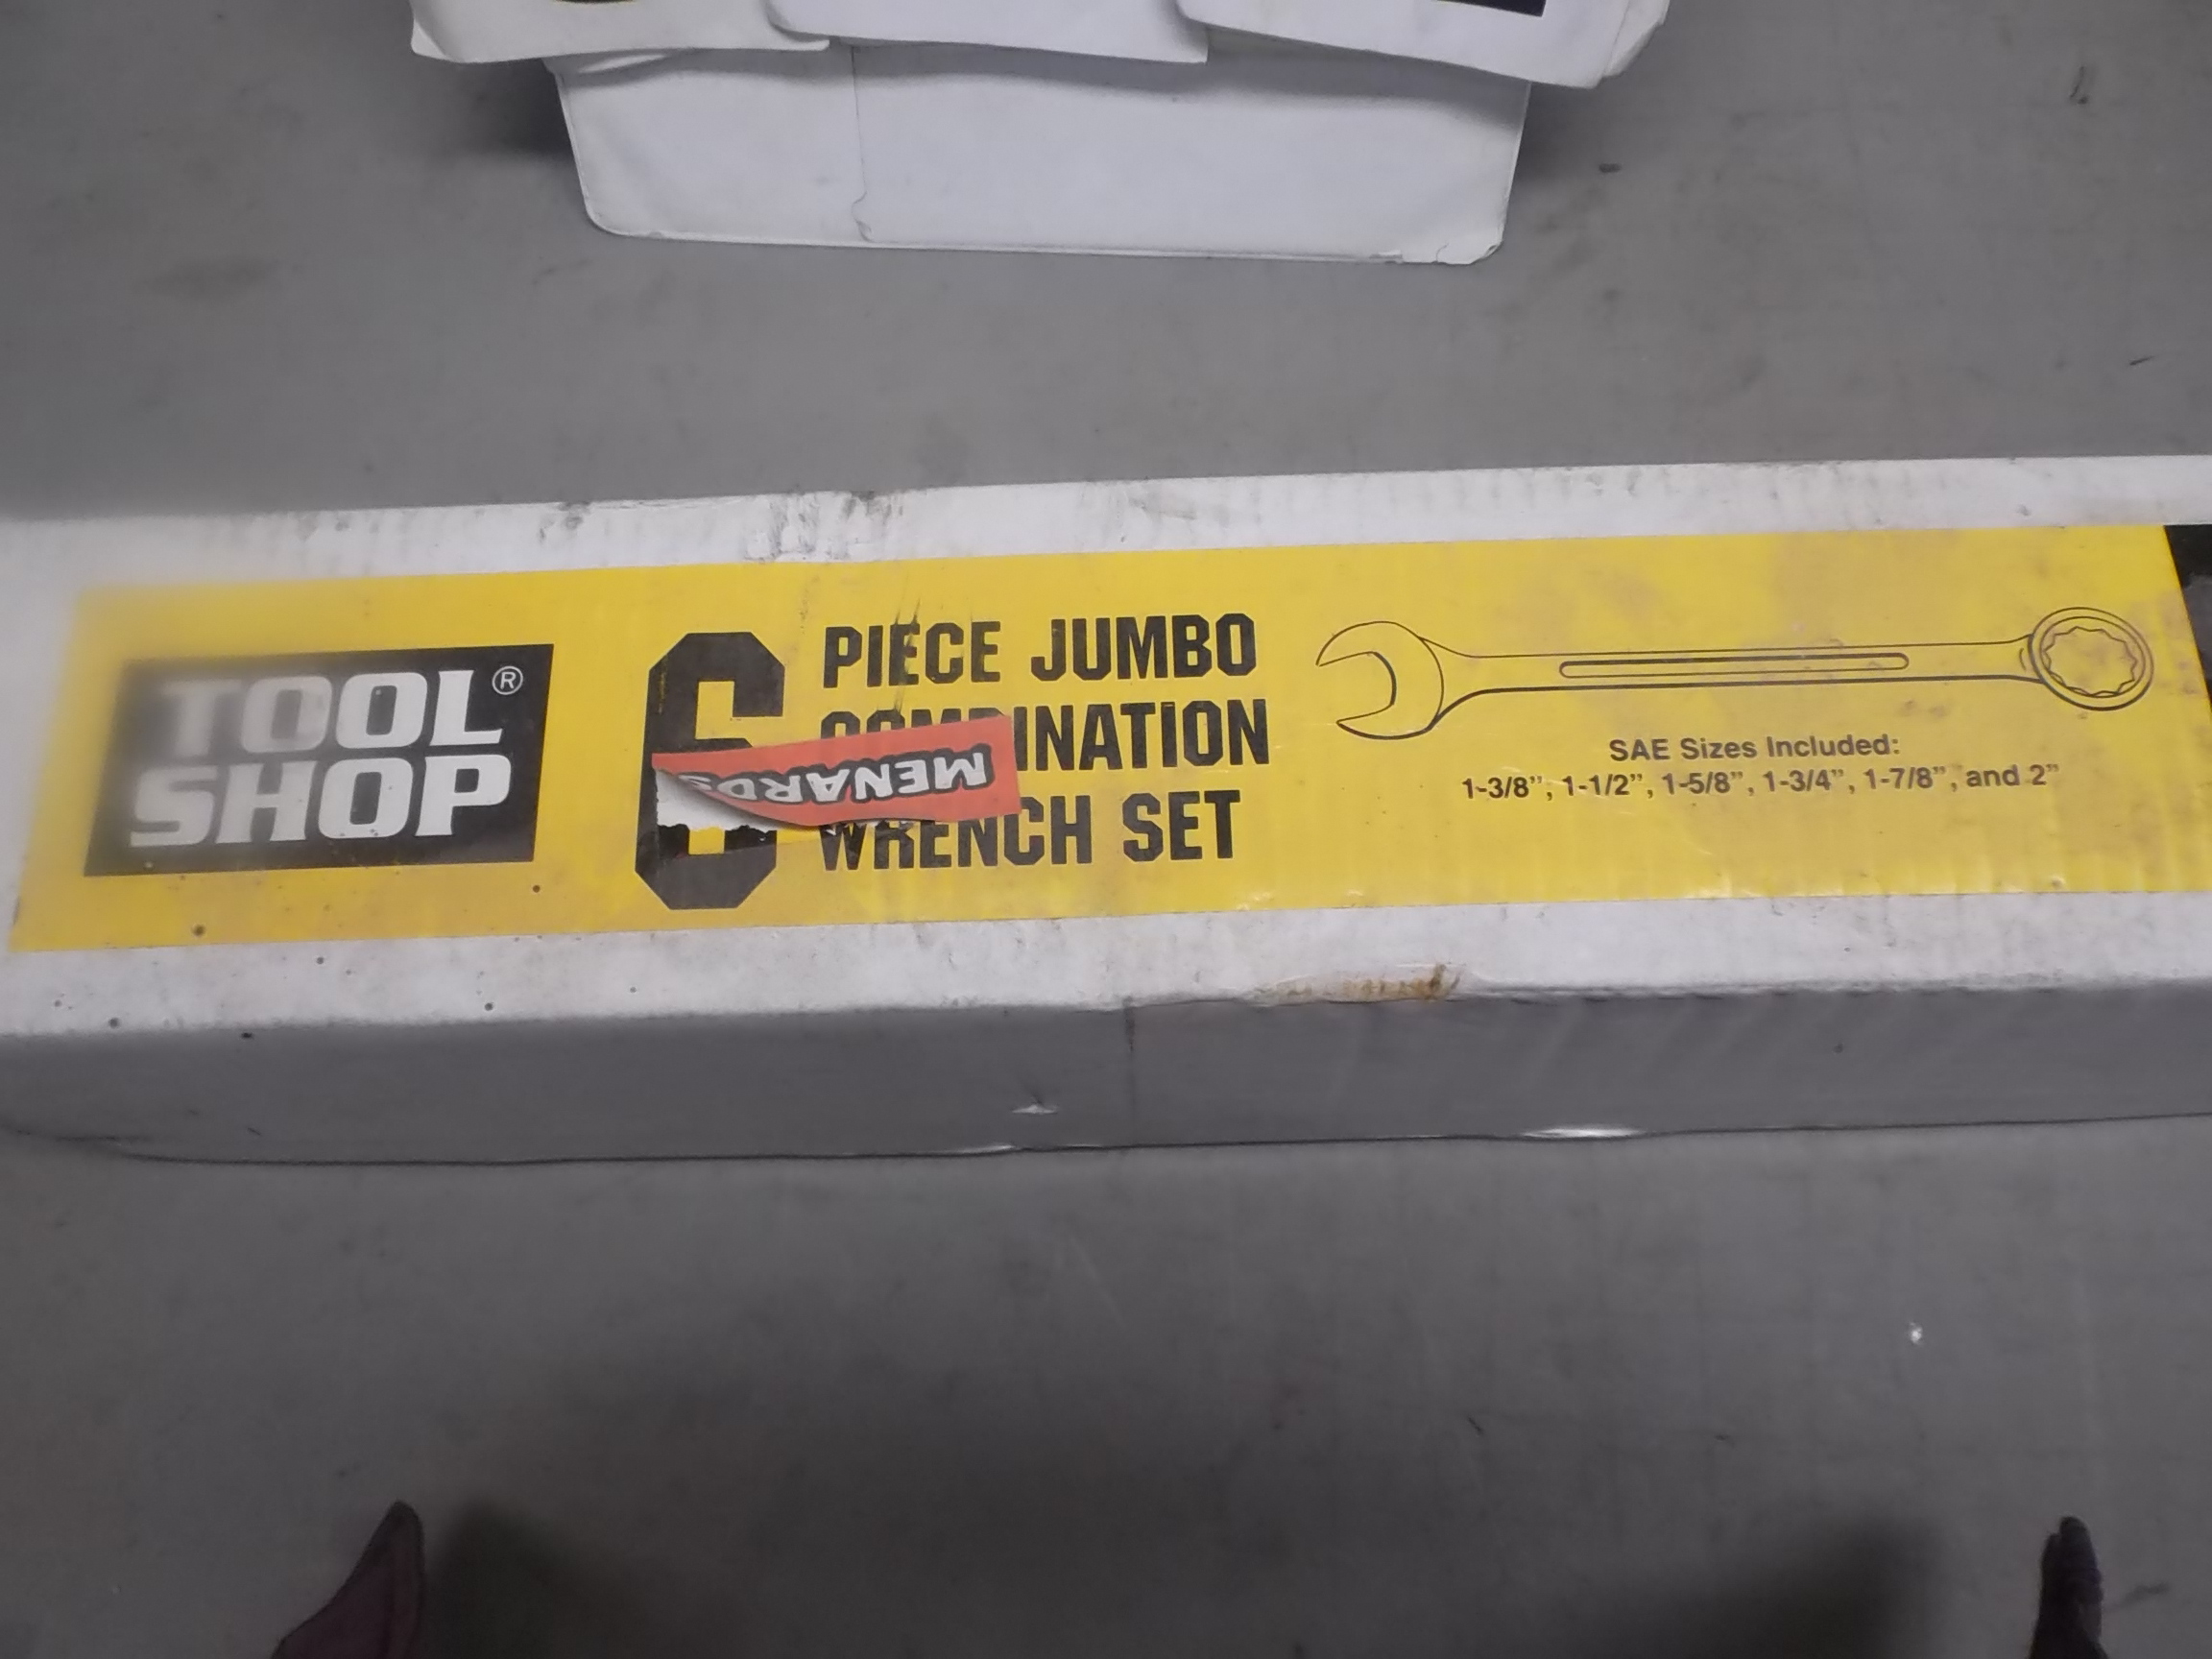 TOOL®
SHOP
6
PIECE JUMBO
COMBINATION
WRENCH SET
MENARDS
SAE Sizes Included:
1-3/8”, 1-1/2”, 1-5/8”, 1-3/4”, 1-7/8”, and 2”